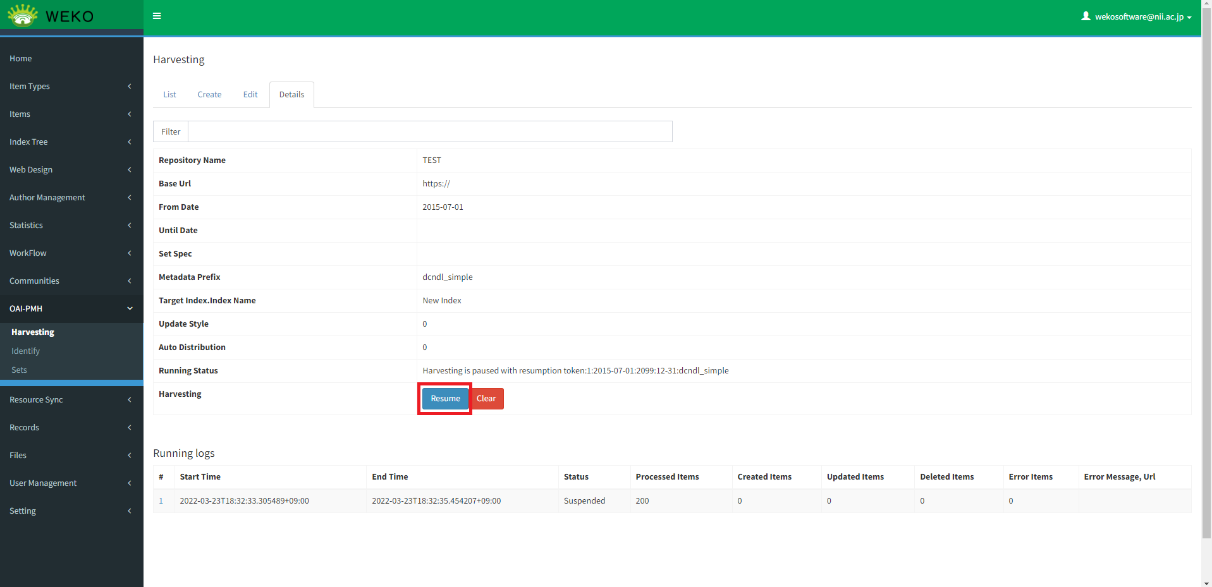 WEKO
wekosoftware@nii.ac.jp
Home
Item Types
Items
Index Tree
Web Design
Author Management
Statistics
WorkFlow
Communities
OAI-PMH
Harvesting
Identify
Sets
Resource Sync
Records
Files
User Management
Setting
Harvesting
List Create Edit Details
Filter
Repository Name TEST
Base Url https://
From Date 2015-07-01
Until Date
Set Spec
Metadata Prefix dcndl_simple
Target Index.Index Name New Index
Update Style 0
Auto Distribution 0
Running Status Harvesting is paused with resumption token:1:2015-07-01:2099:12-31:dcndl_simple
Harvesting Resume Clear
Running logs
# Start Time End Time Status Processed Items Created Items Updated Items Deleted Items Error Items Error Message, Url
1 2022-03-23T18:32:33.305489+09:00 2022-03-23T18:32:35.454207+09:00 Suspended 200 0 0 0 0